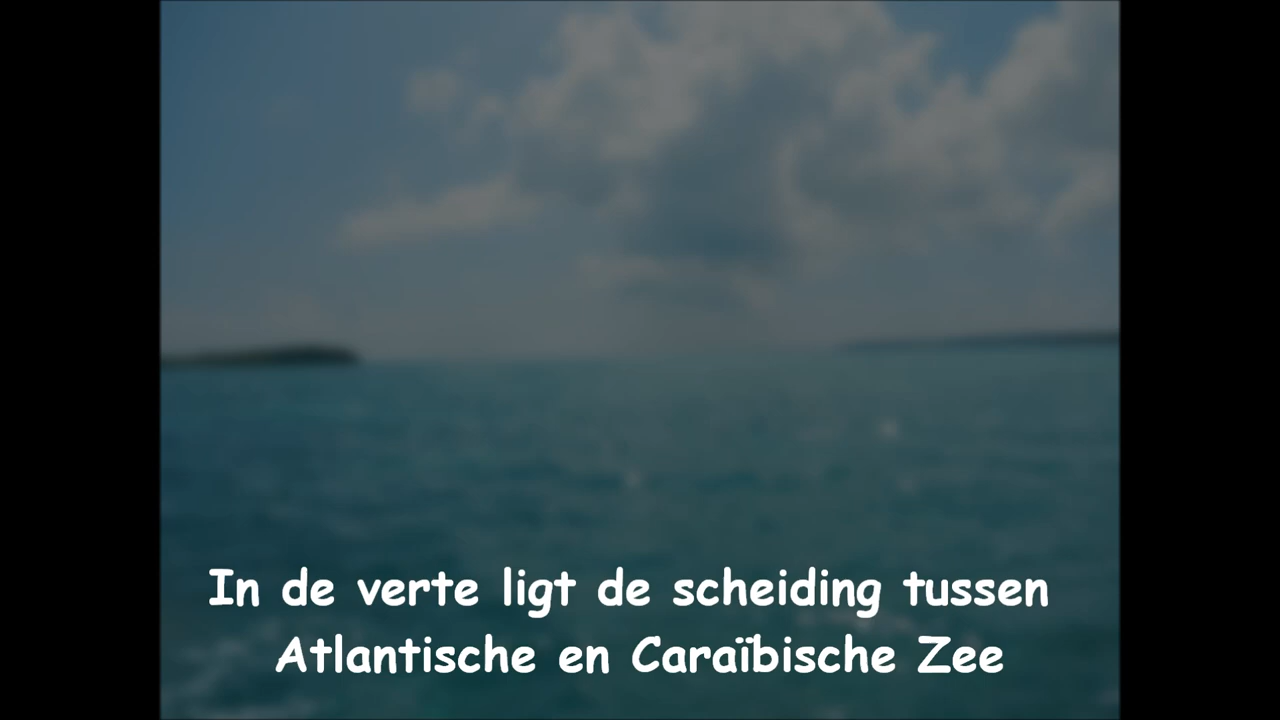 In de verte ligt de scheiding tussen
Atlantische en Caraïbische Zee